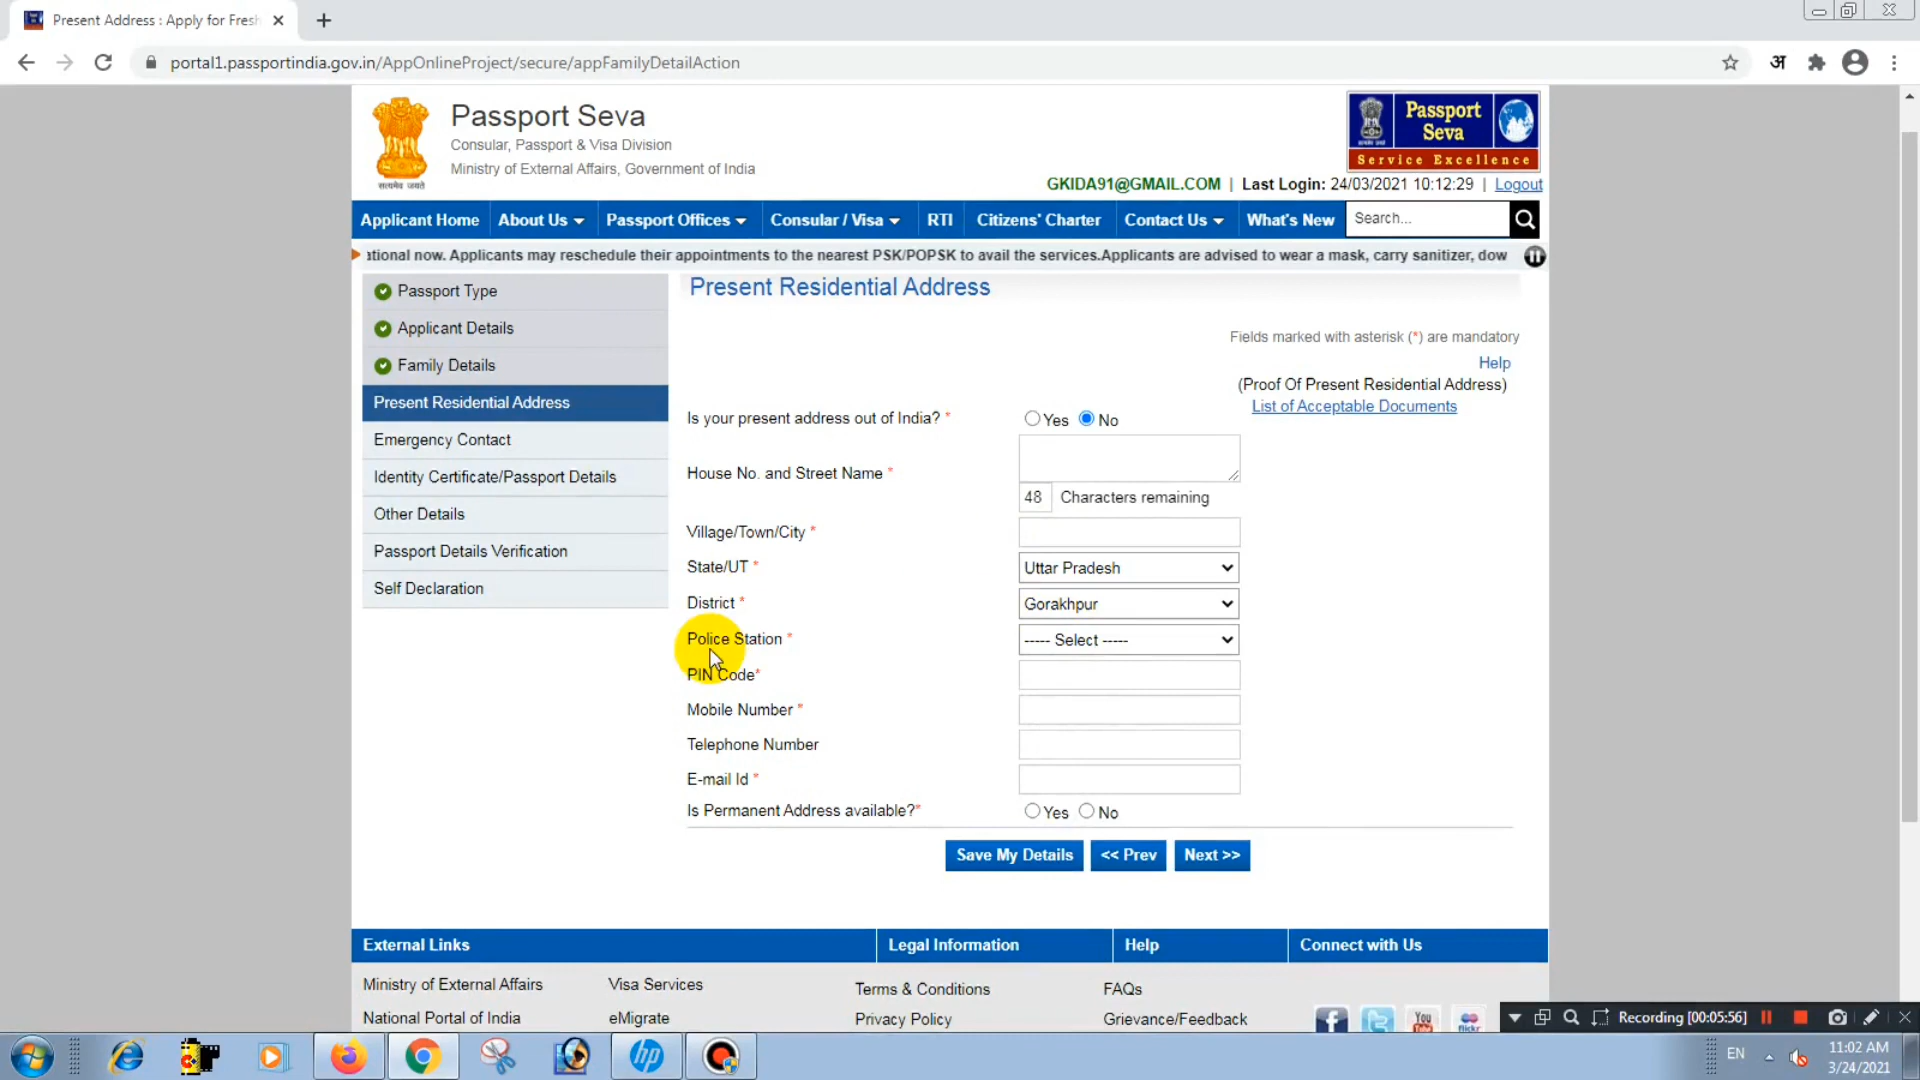 Present Address : Apply for Fresh
portal1.passportindia.gov.in/AppOnlineProject/secure/appFamilyDetailAction
अ
सत्यमेव जयते
Passport Seva
Consular, Passport & Visa Division
Ministry of External Affairs, Government of India
Passport
Seva
Service Excellence
GKIDA91@GMAIL.COM | Last Login: 24/03/2021 10:12:29 | Logout
Applicant Home About Us Passport Offices Consular / Visa RTI Citizens' Charter Contact Us What's New Search...
ational now. Applicants may reschedule their appointments to the nearest PSK/POPSK to avail the services.Applicants are advised to wear a mask, carry sanitizer, dow
Passport Type
Applicant Details
Family Details
Present Residential Address
Emergency Contact
Identity Certificate/Passport Details
Other Details
Passport Details Verification
Self Declaration
Present Residential Address
Fields marked with asterisk (*) are mandatory
Help
(Proof Of Present Residential Address)
List of Acceptable Documents
Is your present address out of India? * Yes No
House No. and Street Name *
48 Characters remaining
Village/Town/City *
State/UT * Uttar Pradesh
District * Gorakhpur
Police Station * ----- Select -----
PIN Code*
Mobile Number *
Telephone Number
E-mail Id *
Is Permanent Address available?* Yes No
Save My Details << Prev Next >>
External Links Legal Information Help Connect with Us
Ministry of External Affairs Visa Services Terms & Conditions FAQs
National Portal of India eMigrate Privacy Policy Grievance/Feedback
You
flickr
Recording [00:05:56]
hp
EN
11:02 AM
3/24/2021